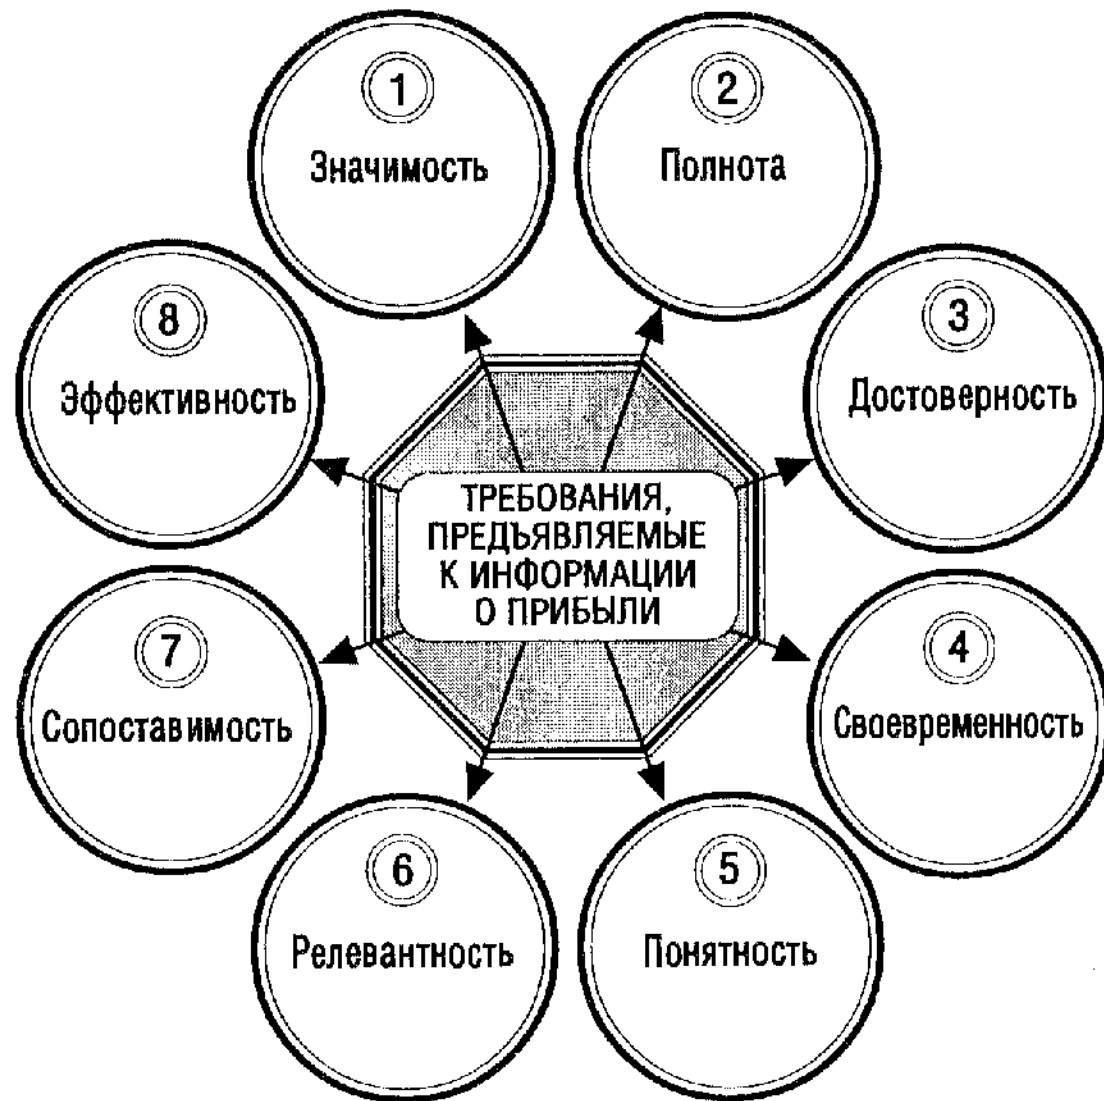 1
Значимость
2
Полнота
3
Достоверность
4
Своевременность
5
Понятность
6
Релевантность
7
Сопоставимость
8
Эффективность
ТРЕБОВАНИЯ,
ПРЕДЪЯВЛЯЕМЫЕ
К ИНФОРМАЦИИ
О ПРИБЫЛИ